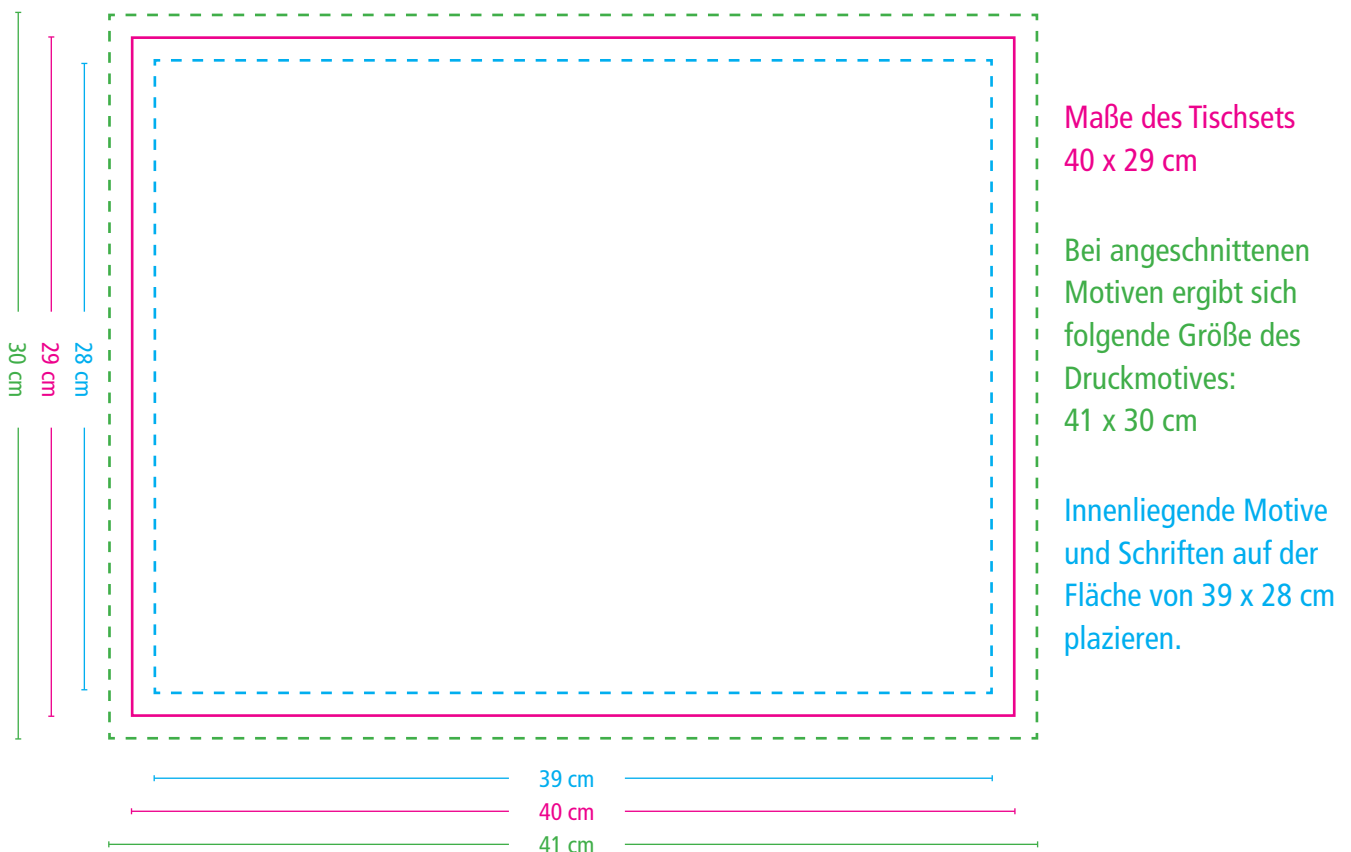 Maße des Tischsets
40 x 29 cm
Bei angeschnittenen
Motiven ergibt sich
folgende Größe des
Druckmotives:
41 x 30 cm
Innenliegende Motive
und Schriften auf der
Fläche von 39 x 28 cm
plazieren.
30 cm
29 cm
28 cm
39 cm
40 cm
41 cm